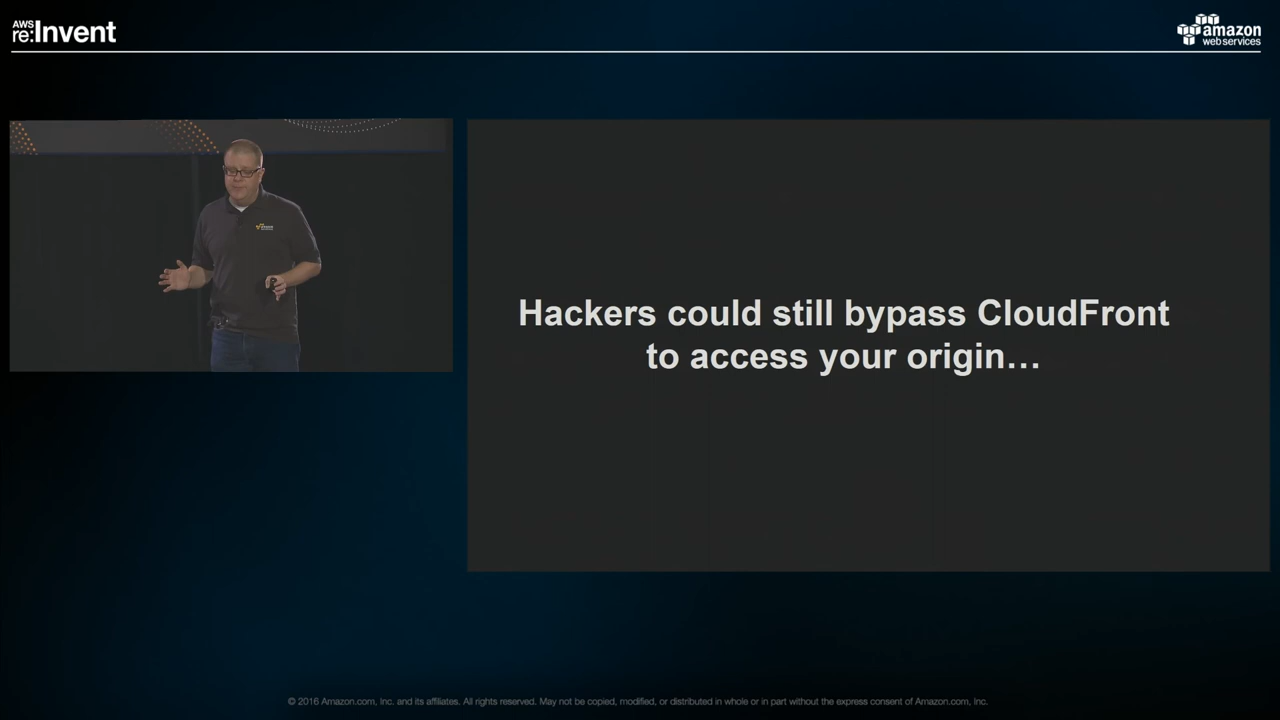 AWS
re:Invent
amazon
web services
Hackers could still bypass CloudFront
to access your origin...
© 2016 Amazon.com, Inc. and its affiliates. All rights reserved. May not be copied, modified, or distributed in whole or in part without the express consent of Amazon.com, Inc.